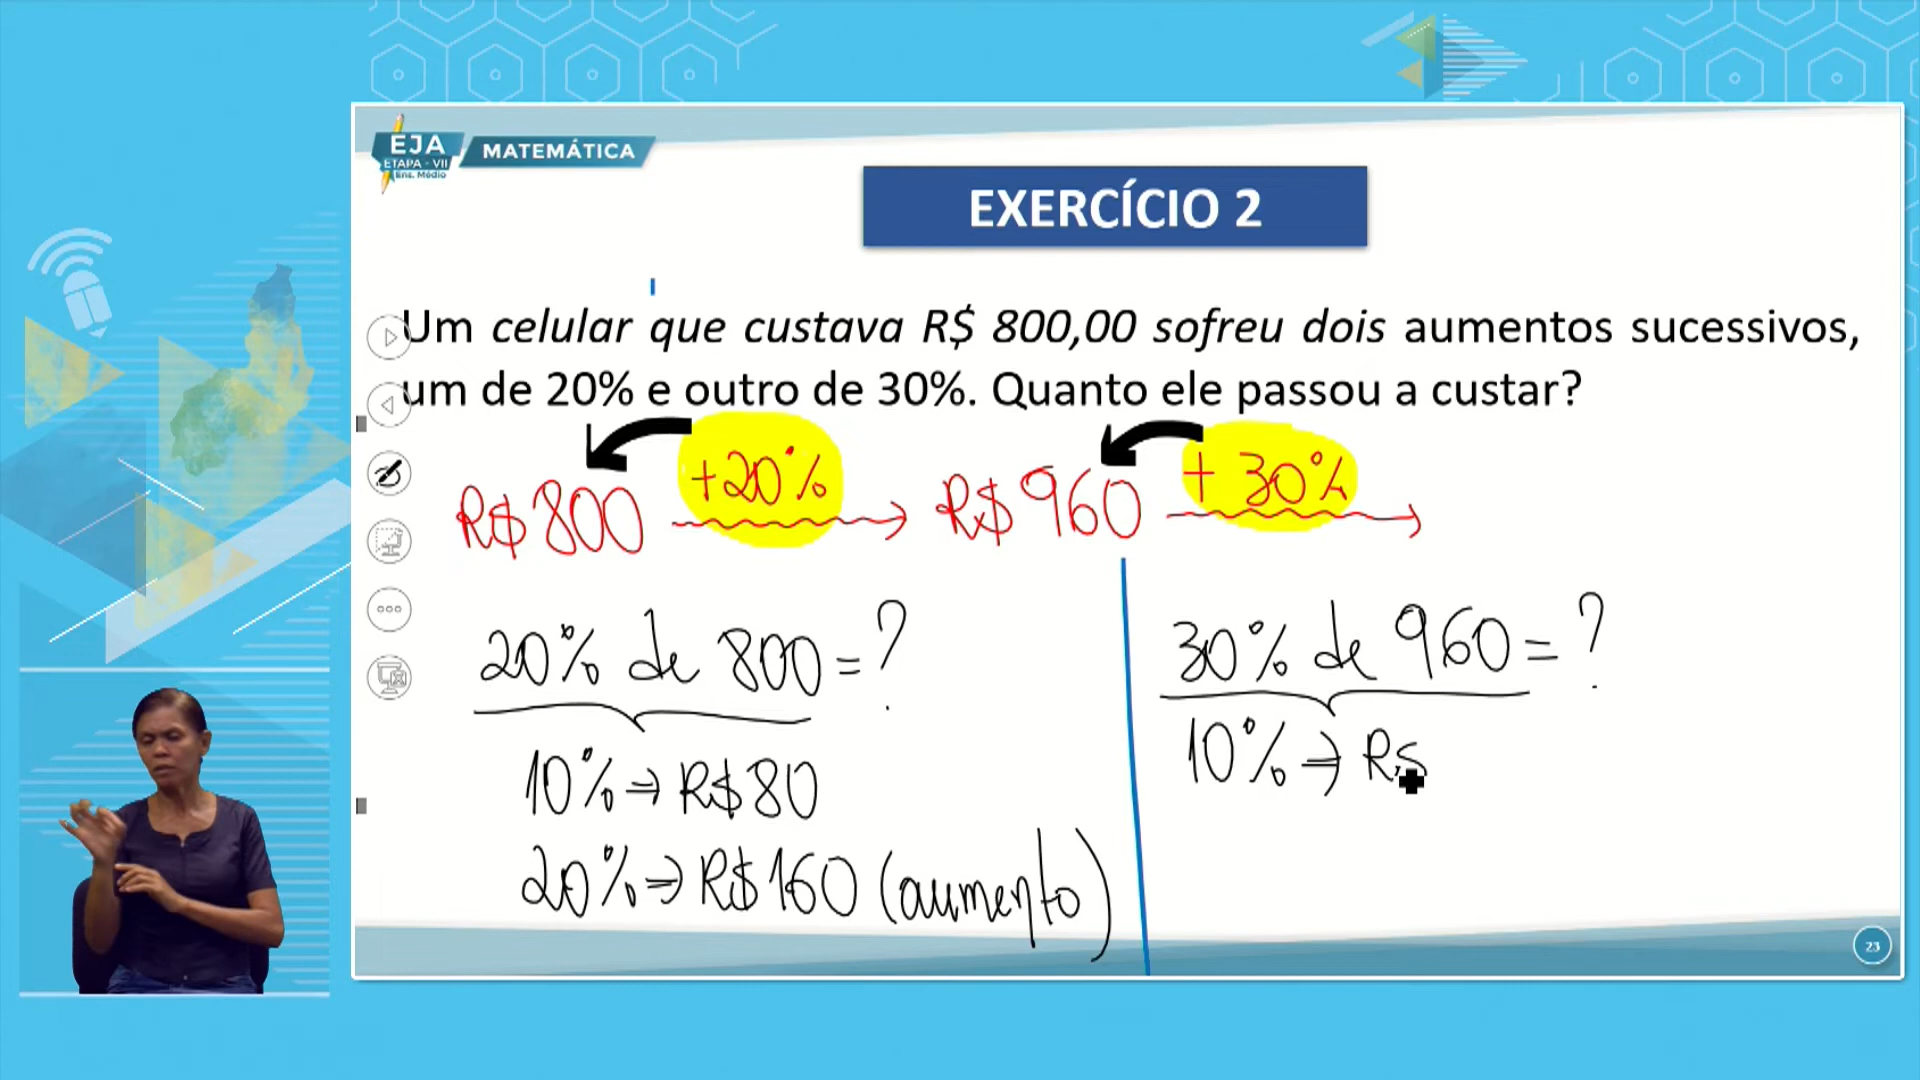 EJA
ETAPA - VII
Ens. Médio
MATEMÁTICA
EXERCÍCIO 2
Um celular que custava R$ 800,00 sofreu dois aumentos sucessivos,
um de 20% e outro de 30%. Quanto ele passou a custar?
R$ 800 +20% R$ 960 + 30%
20% de 800 = ?
10% ⇒ R$ 80
20% ⇒ R$ 160 (aumento)
30% de 960 = ?
10% ⇒ R$
23